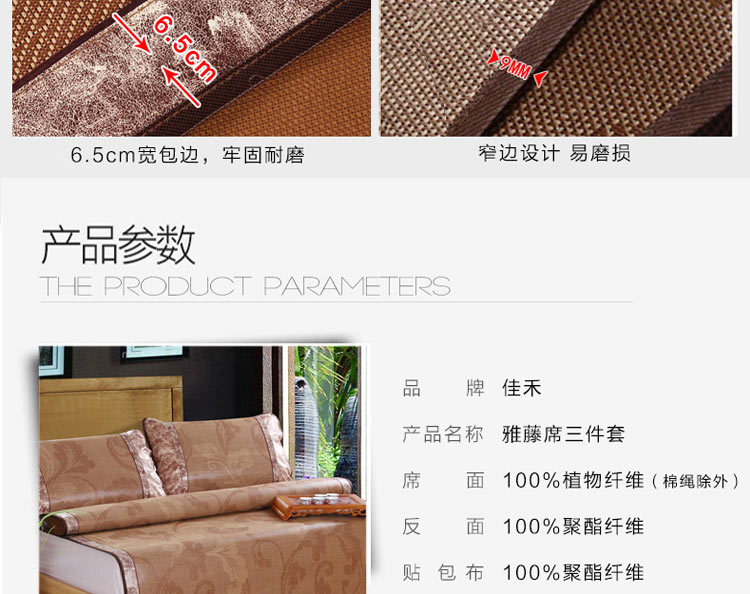 6.5cm
9MM
6.5cm宽包边，牢固耐磨
窄边设计 易磨损
产品参数
THE PRODUCT PARAMETERS
品 牌 佳禾
产品名称 雅藤席三件套
席 面 100%植物纤维（棉绳除外）
反 面 100%聚酯纤维
贴 包 布 100%聚酯纤维